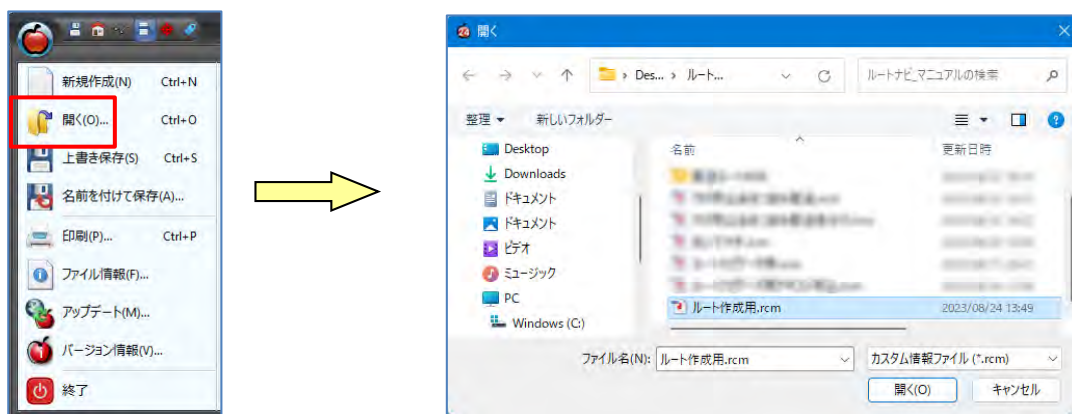 新規作成(N) Ctrl+N
開く(O)... Ctrl+O
上書き保存(S) Ctrl+S
名前を付けて保存(A)...
印刷(P)... Ctrl+P
ファイル情報(F)...
アップデート(M)...
バージョン情報(V)...
終了
開く
Des... › ルート...
ルートナビ_マニュアルの検索
整理 新しいフォルダー
名前 更新日時
Desktop
Downloads
ドキュメント
ドキュメント
ビデオ
ミュージック
PC
Windows (C:)
ルート作成用.rcm 2023/08/24 13:49
ファイル名(N): ルート作成用.rcm カスタム情報ファイル (*.rcm)
開く(O) キャンセル